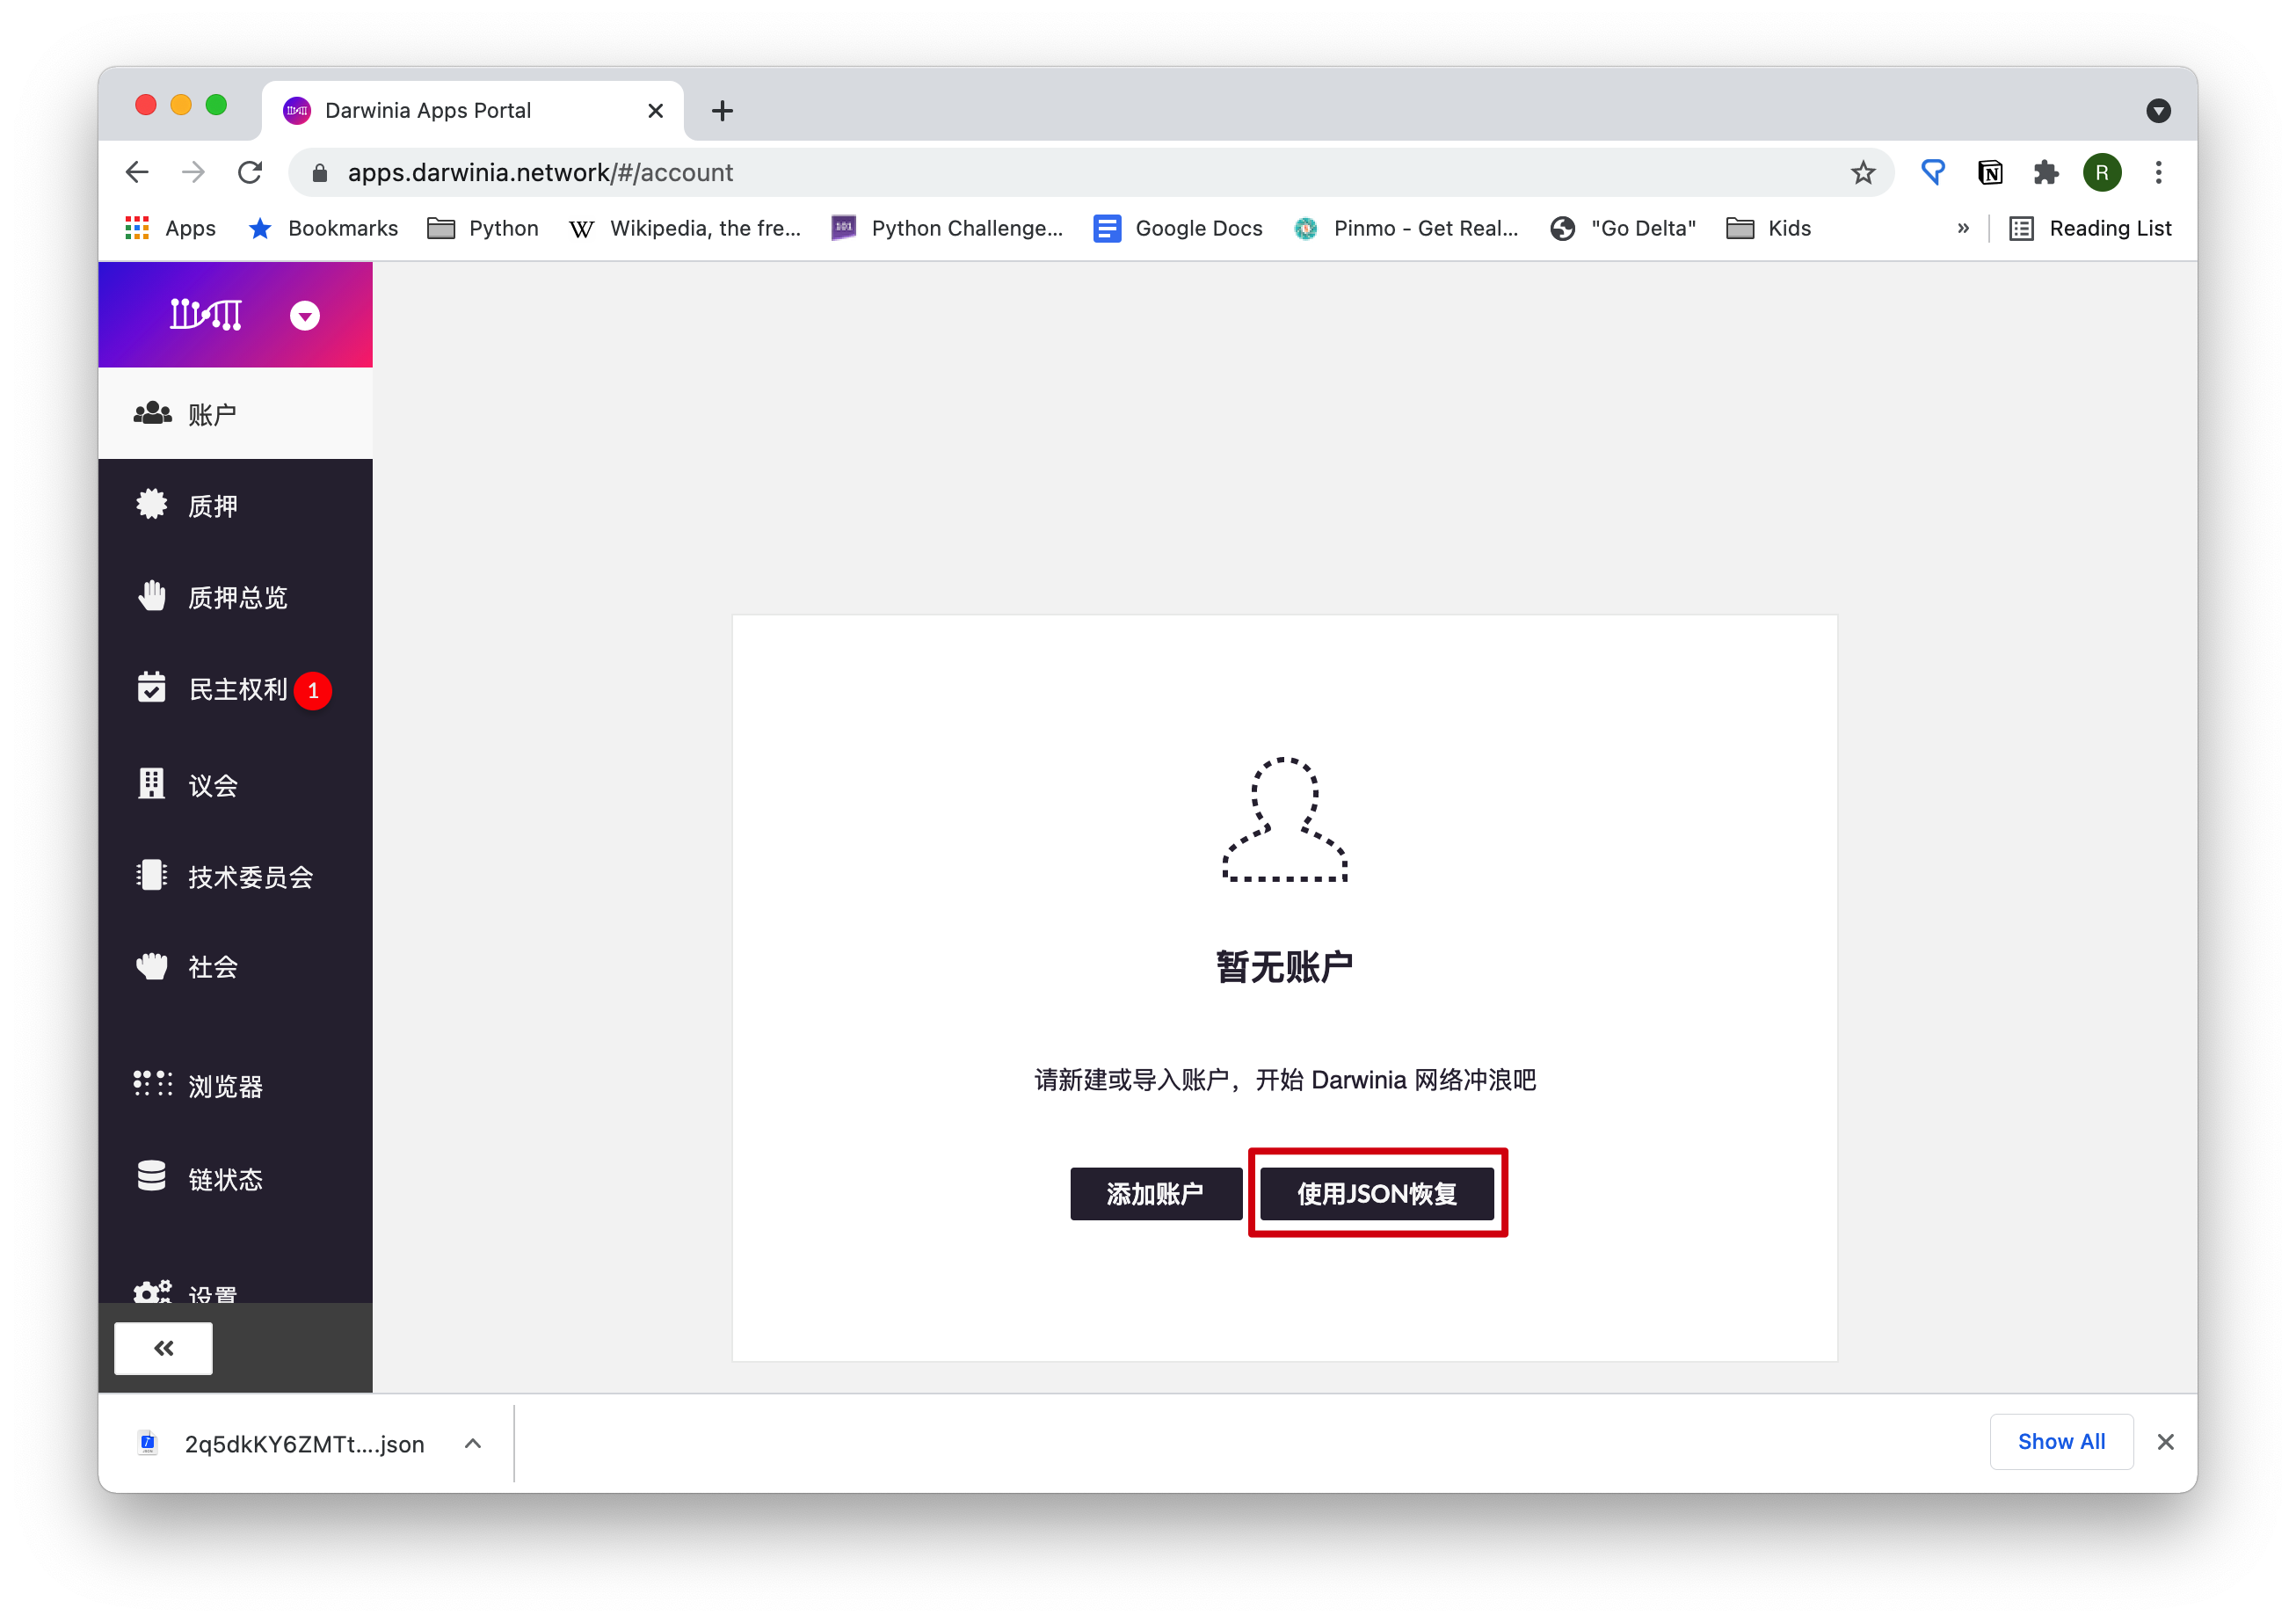 Darwinia Apps Portal
apps.darwinia.network/#/account
R
Apps
Bookmarks
Python
Wikipedia, the fre...
Python Challenge...
Google Docs
Pinmo - Get Real...
"Go Delta"
Kids
»
Reading List
账户
质押
质押总览
民主权利 1
议会
技术委员会
社会
浏览器
链状态
设置
暂无账户
请新建或导入账户，开始 Darwinia 网络冲浪吧
添加账户
使用JSON恢复
2q5dkKY6ZMTt....json
Show All